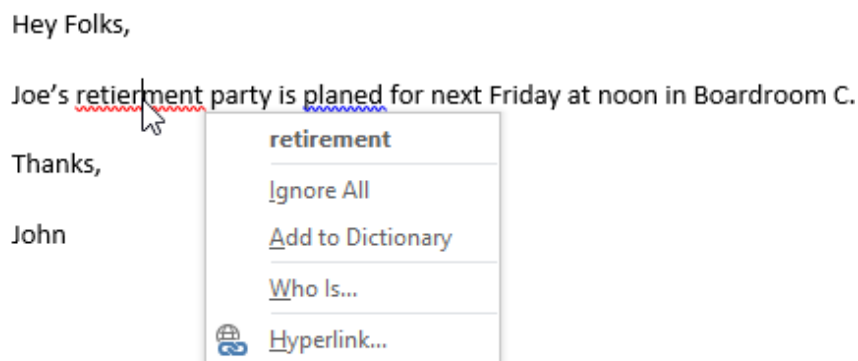 Hey Folks,
Joe’s retierment party is planed for next Friday at noon in Boardroom C.
retirement
Thanks,
Ignore All
John
Add to Dictionary
Who Is...
Hyperlink...